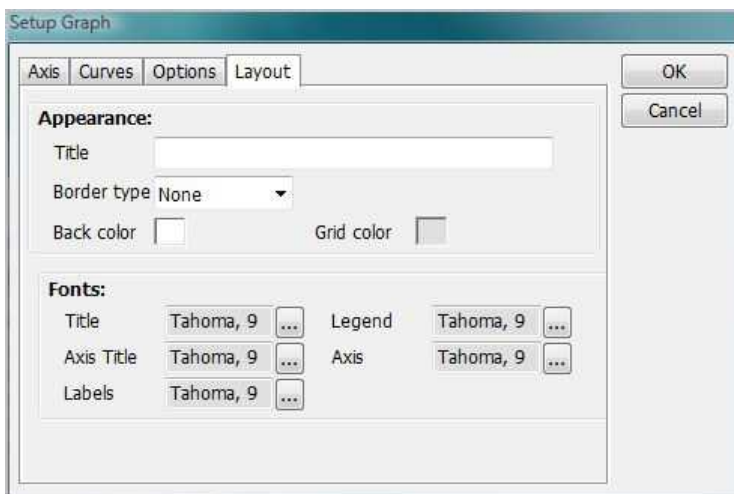 Setup Graph
Axis Curves Options Layout
OK
Cancel
Appearance:
Title
Border type None
Back color Grid color
Fonts:
Title Tahoma, 9 ... Legend Tahoma, 9 ...
Axis Title Tahoma, 9 ... Axis Tahoma, 9 ...
Labels Tahoma, 9 ...